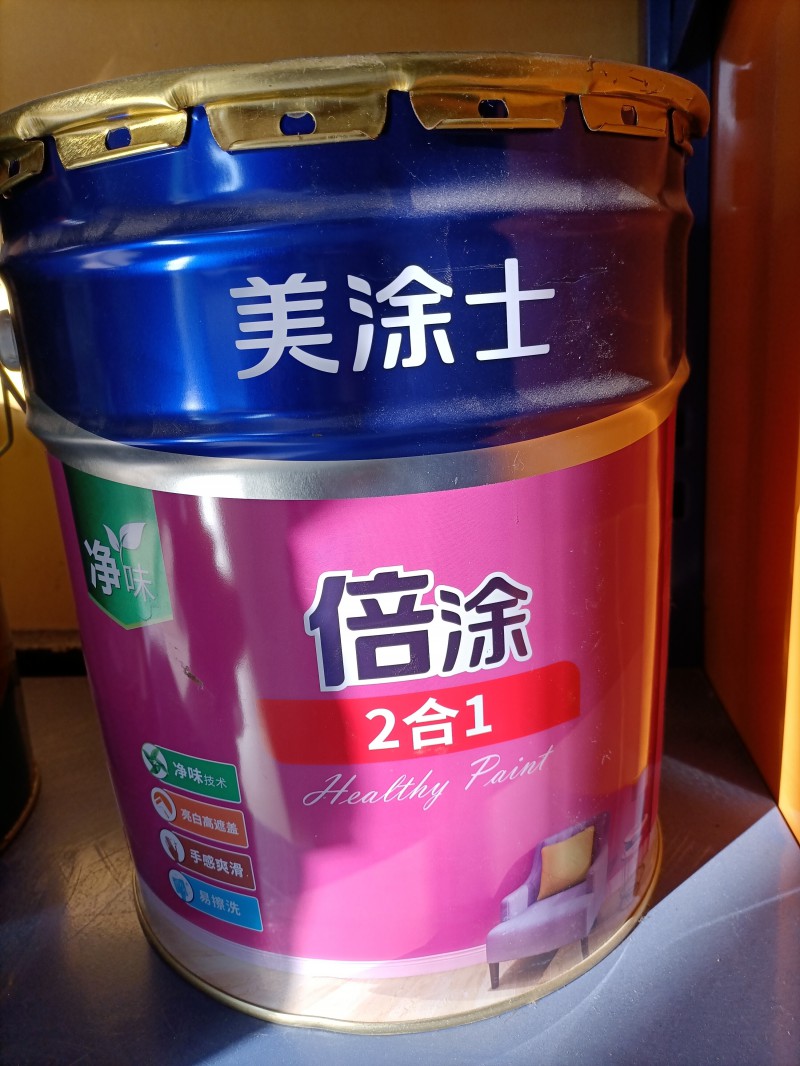 美涂士
净味
倍涂
2合1
Healthy Paint
净味技术
亮白高遮盖
手感爽滑
易擦洗